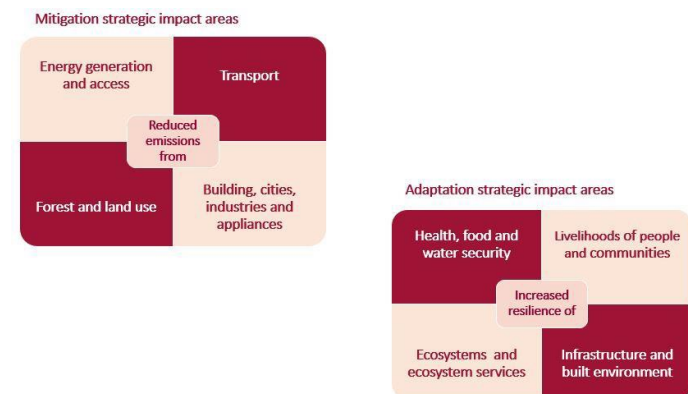 Mitigation strategic impact areas
Energy generation
and access
Transport
Reduced
emissions
from
Forest and land use
Building, cities,
industries and
appliances
Adaptation strategic impact areas
Health, food and
water security
Livelihoods of people
and communities
Increased
resilience of
Ecosystems and
ecosystem services
Infrastructure and
built environment